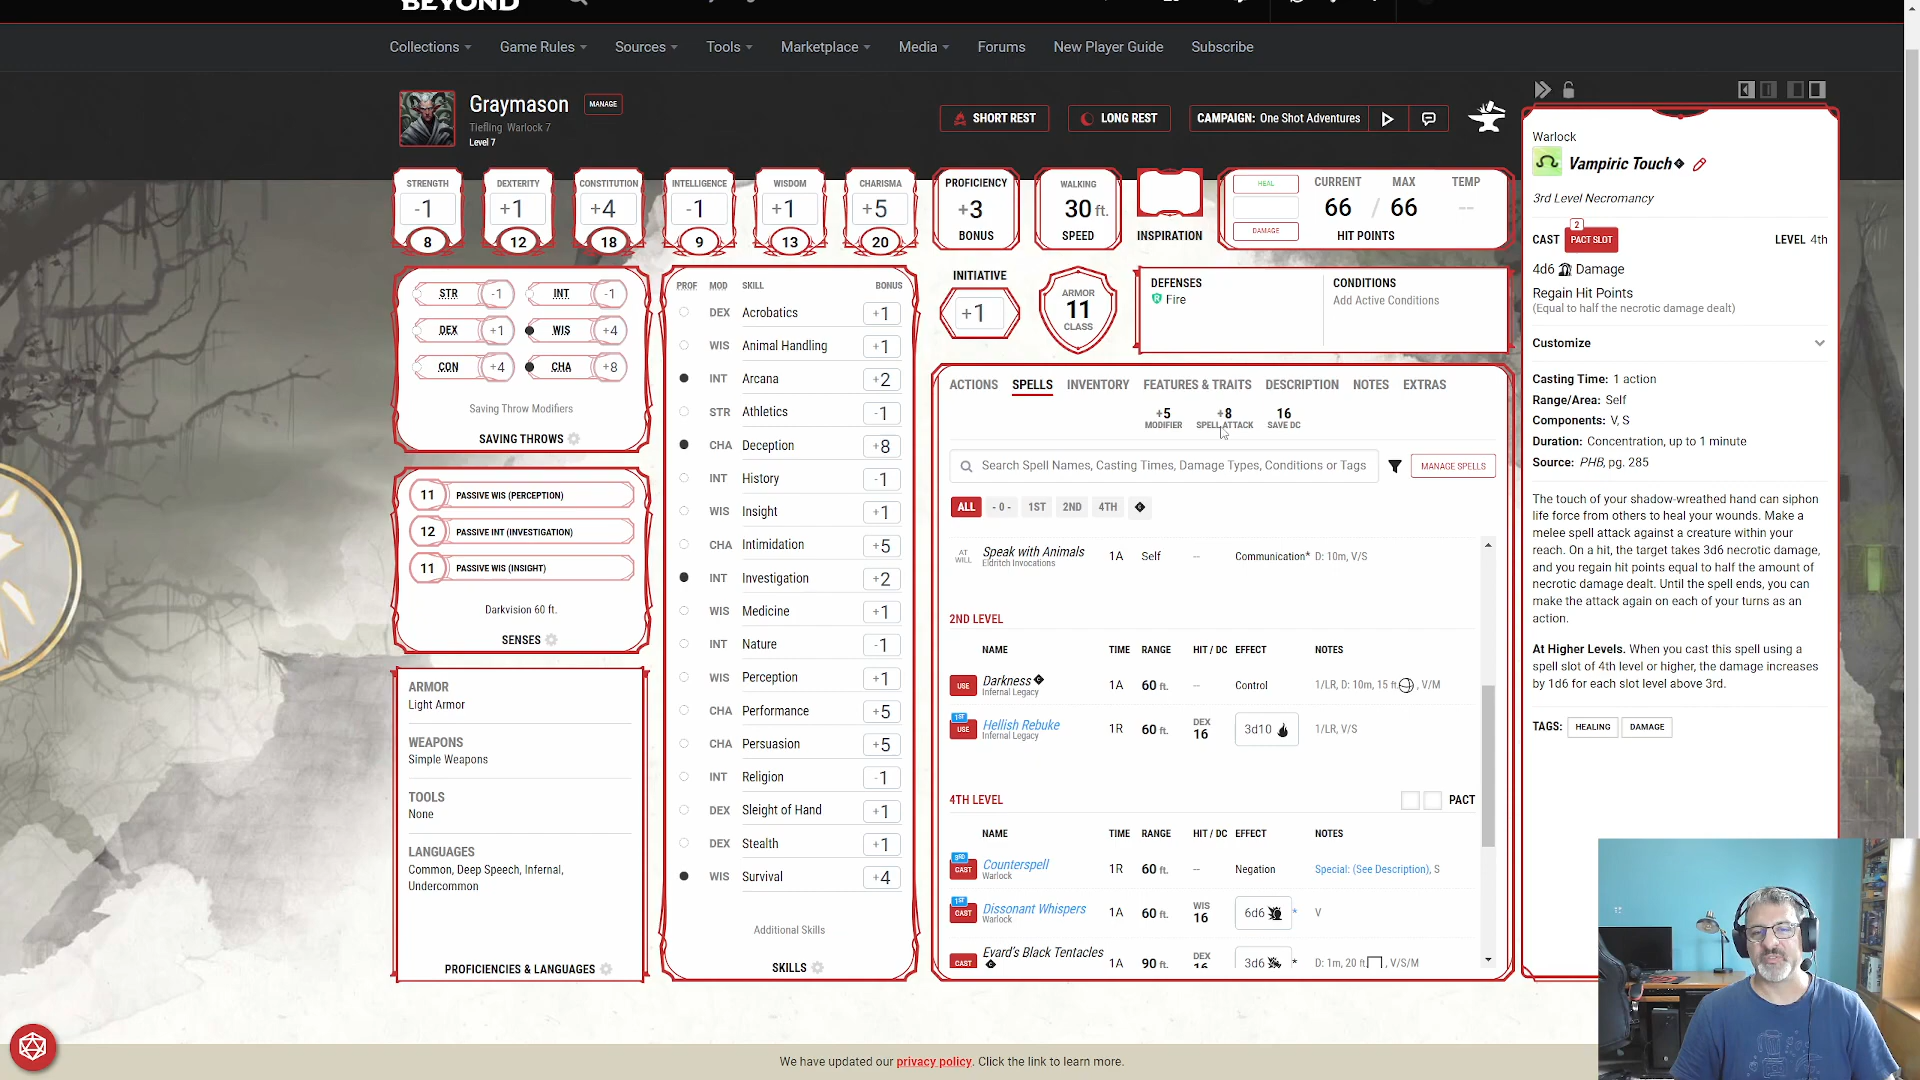 BEYOND
Collections Game Rules Sources Tools Marketplace Media Forums New Player Guide Subscribe
Graymason MANAGE
Tiefling Warlock 7
Level 7
SHORT REST LONG REST CAMPAIGN: One Shot Adventures
STRENGTH -1 8
DEXTERITY +1 12
CONSTITUTION +4 18
INTELLIGENCE -1 9
WISDOM +1 13
CHARISMA +5 20
PROFICIENCY +3 BONUS
WALKING 30 ft. SPEED
INSPIRATION
HEAL DAMAGE
CURRENT MAX TEMP
66 / 66 --
HIT POINTS
STR -1 INT -1
DEX +1 WIS +4
CON +4 CHA +8
Saving Throw Modifiers
SAVING THROWS
11 PASSIVE WIS (PERCEPTION)
12 PASSIVE INT (INVESTIGATION)
11 PASSIVE WIS (INSIGHT)
Darkvision 60 ft.
SENSES
ARMOR
Light Armor
WEAPONS
Simple Weapons
TOOLS
None
LANGUAGES
Common, Deep Speech, Infernal,
Undercommon
PROFICIENCIES & LANGUAGES
PROF MOD SKILL BONUS
DEX Acrobatics +1
WIS Animal Handling +1
INT Arcana +2
STR Athletics -1
CHA Deception +8
INT History -1
WIS Insight +1
CHA Intimidation +5
INT Investigation +2
WIS Medicine +1
INT Nature -1
WIS Perception +1
CHA Performance +5
CHA Persuasion +5
INT Religion -1
DEX Sleight of Hand +1
DEX Stealth +1
WIS Survival +4
Additional Skills
SKILLS
INITIATIVE
+1
ARMOR 11 CLASS
DEFENSES
Fire
CONDITIONS
Add Active Conditions
ACTIONS SPELLS INVENTORY FEATURES & TRAITS DESCRIPTION NOTES EXTRAS
+5 +8 16
MODIFIER SPELL ATTACK SAVE DC
Search Spell Names, Casting Times, Damage Types, Conditions or Tags
MANAGE SPELLS
ALL - 0 - 1ST 2ND 4TH
AT WILL Speak with Animals 1A Self -- Communication* D: 10m, V/S
Eldritch Invocations
2ND LEVEL
NAME TIME RANGE HIT / DC EFFECT NOTES
USE Darkness 1A 60 ft. -- Control 1/LR, D: 10m, 15 ft. , V/M
Infernal Legacy
1ST USE Hellish Rebuke 1R 60 ft. DEX 16 3d10 1/LR, V/S
Infernal Legacy
4TH LEVEL PACT
NAME TIME RANGE HIT / DC EFFECT NOTES
3RD CAST Counterspell 1R 60 ft. -- Negation Special: (See Description), S
Warlock
1ST CAST Dissonant Whispers 1A 60 ft. WIS 16 6d6 * V
Warlock
CAST Evard's Black Tentacles 1A 90 ft. DEX 16 3d6 * D: 1m, 20 ft. , V/S/M
Warlock
Vampiric Touch
3rd Level Necromancy
CAST 2 PACT SLOT LEVEL 4th
4d6 Damage
Regain Hit Points
(Equal to half the necrotic damage dealt)
Customize
Casting Time: 1 action
Range/Area: Self
Components: V, S
Duration: Concentration, up to 1 minute
Source: PHB, pg. 285
The touch of your shadow-wreathed hand can siphon
life force from others to heal your wounds. Make a
melee spell attack against a creature within your
reach. On a hit, the target takes 3d6 necrotic damage,
and you regain hit points equal to half the amount of
necrotic damage dealt. Until the spell ends, you can
make the attack again on each of your turns as an
action.
At Higher Levels. When you cast this spell using a
spell slot of 4th level or higher, the damage increases
by 1d6 for each slot level above 3rd.
TAGS: HEALING DAMAGE
We have updated our privacy policy. Click the link to learn more.